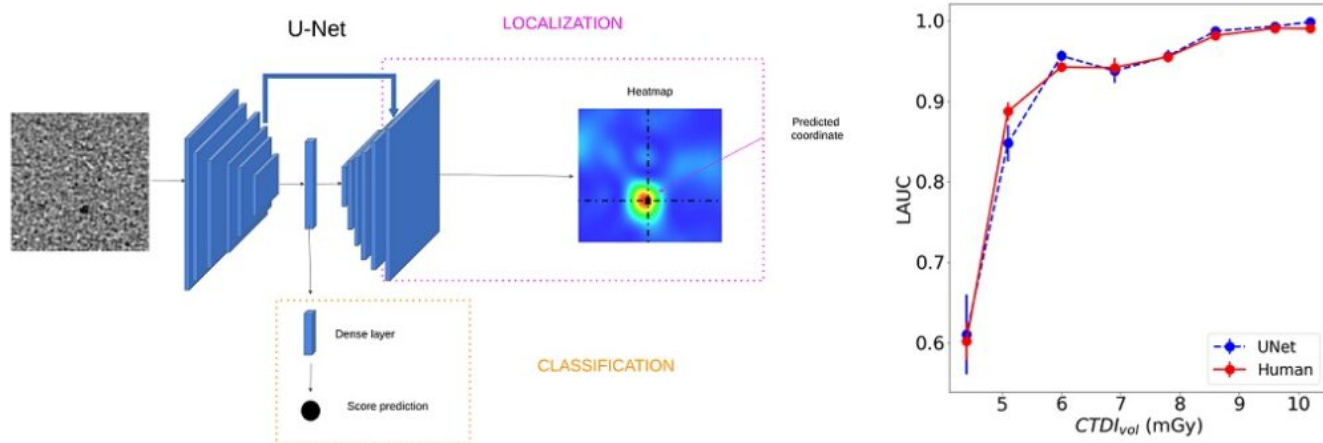 U-Net
LOCALIZATION
Heatmap
Predicted
coordinate
Dense layer
CLASSIFICATION
Score prediction
1.0
0.9
0.8
0.7
0.6
LAUC
UNet
Human
5 6 7 8 9 10
CTDIvol (mGy)